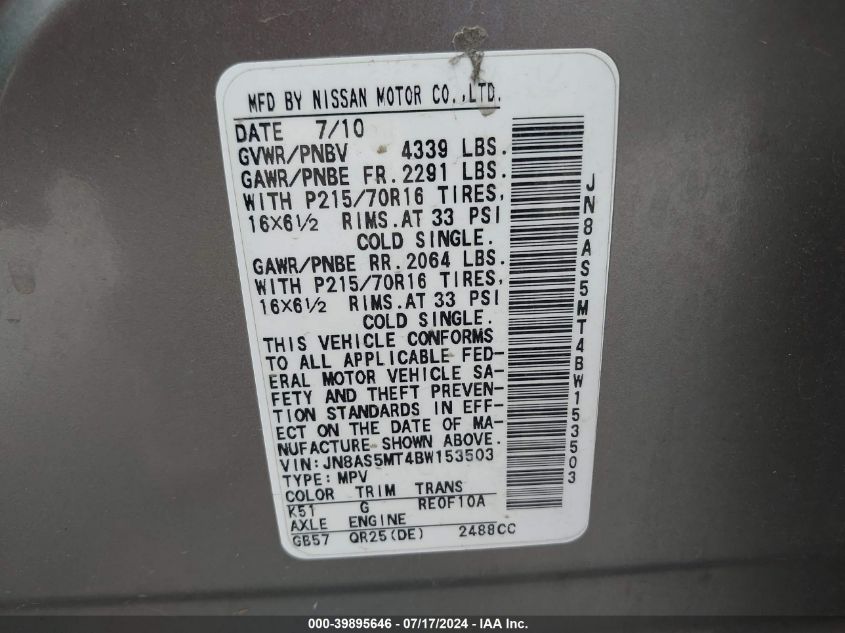 MFD BY NISSAN MOTOR CO.,LTD.
DATE 7/10
GVWR/PNBV 4339 LBS.
GAWR/PNBE FR.2291 LBS.
WITH P215/70R16 TIRES,
16X6½ RIMS.AT 33 PSI
COLD SINGLE.
GAWR/PNBE RR.2064 LBS.
WITH P215/70R16 TIRES,
16X6½ RIMS.AT 33 PSI
COLD SINGLE.
THIS VEHICLE CONFORMS
TO ALL APPLICABLE FED-
ERAL MOTOR VEHICLE SA-
FETY AND THEFT PREVEN-
TION STANDARDS IN EFF-
ECT ON THE DATE OF MA-
NUFACTURE SHOWN ABOVE.
VIN:JN8AS5MT4BW153503
TYPE:MPV
COLOR TRIM TRANS
K51 G RE0F10A
AXLE ENGINE
GB57 QR25(DE) 2488CC
JN8AS5MT4BW153503
000-39895646 - 07/17/2024 - IAA Inc.